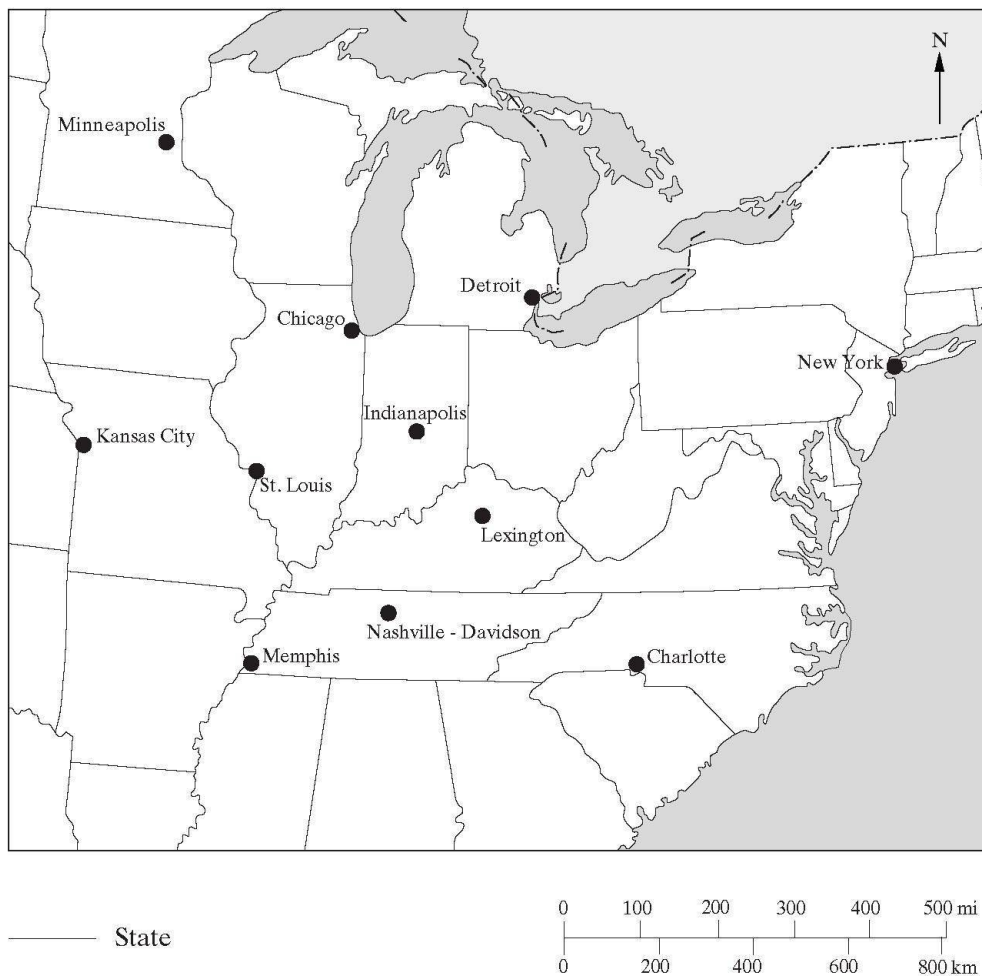 N
Minneapolis
Detroit
Chicago
New York
Indianapolis
Kansas City
St. Louis
Lexington
Nashville - Davidson
Memphis
Charlotte
State
0 100 200 300 400 500 mi
0 200 400 600 800 km